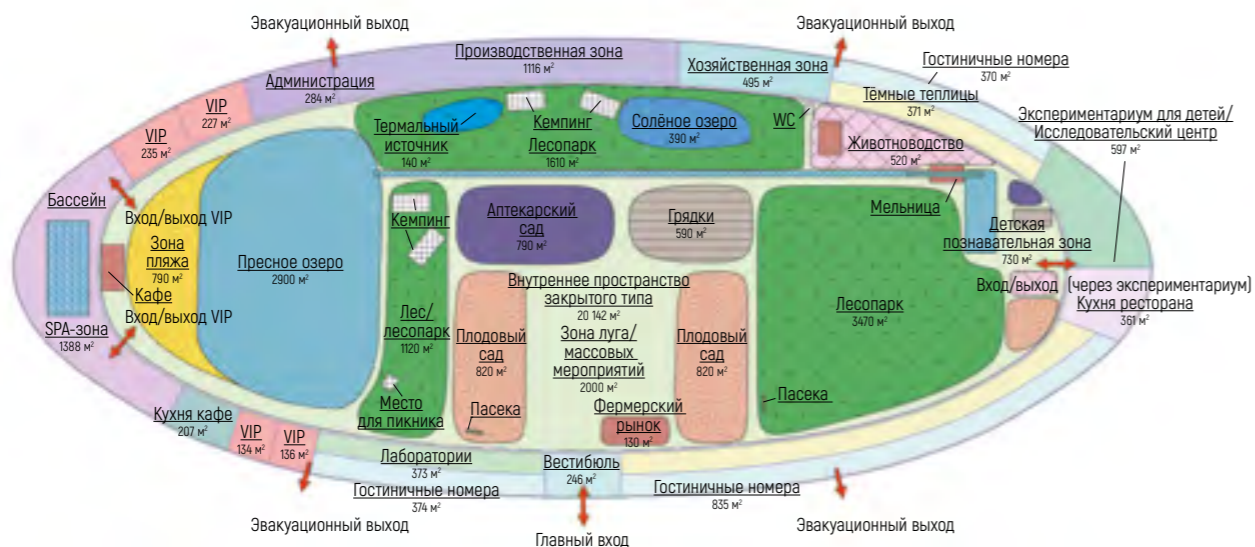 Эвакуационный выход
Эвакуационный выход
Производственная зона
1116 м²
Хозяйственная зона
495 м²
Гостиничные номера
370 м²
Администрация
284 м²
Тёмные теплицы
371 м²
VIP
227 м²
VIP
235 м²
Экспериментариум для детей/
Исследовательский центр
597 м²
Термальный
источник
140 м²
Кемпинг
Лесопарк
1610 м²
Солёное озеро
390 м²
WC
Животноводство
520 м²
Бассейн
Вход/выход VIP
Зона
пляжа
790 м²
Кафе
Вход/выход VIP
SPA-зона
1388 м²
Пресное озеро
2900 м²
Кемпинг
Аптекарский
сад
790 м²
Грядки
590 м²
Мельница
Детская
познавательная зона
730 м²
Внутреннее пространство
закрытого типа
20 142 м²
Вход/выход (через экспериментариум)
Кухня ресторана
361 м²
Лес/
лесопарк
1120 м²
Плодовый
сад
820 м²
Зона луга/
массовых
мероприятий
2000 м²
Плодовый
сад
820 м²
Лесопарк
3470 м²
Место
для пикника
Пасека
Фермерский
рынок
130 м²
Пасека
Кухня кафе
207 м²
VIP
134 м²
VIP
136 м²
Лаборатории
373 м²
Вестибюль
246 м²
Гостиничные номера
374 м²
Гостиничные номера
835 м²
Эвакуационный выход
Эвакуационный выход
Главный вход